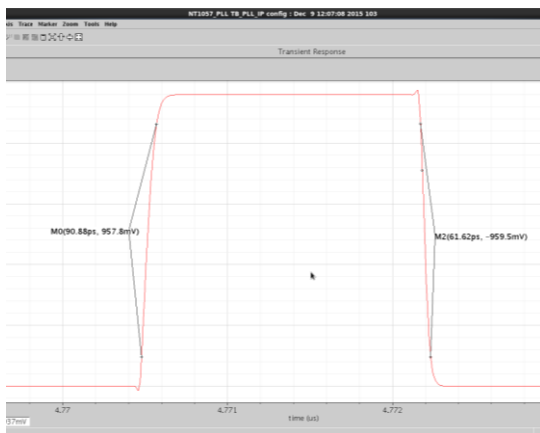 NT1057_PLL TB_PLL_IP config : Dec 9 12:07:08 2015 103
Trace Marker Zoom Tools Help
Transient Response
M0(90.88ps, 957.8mV)
M2(61.62ps, -959.5mV)
4.77 4.771 4.772
time (us)